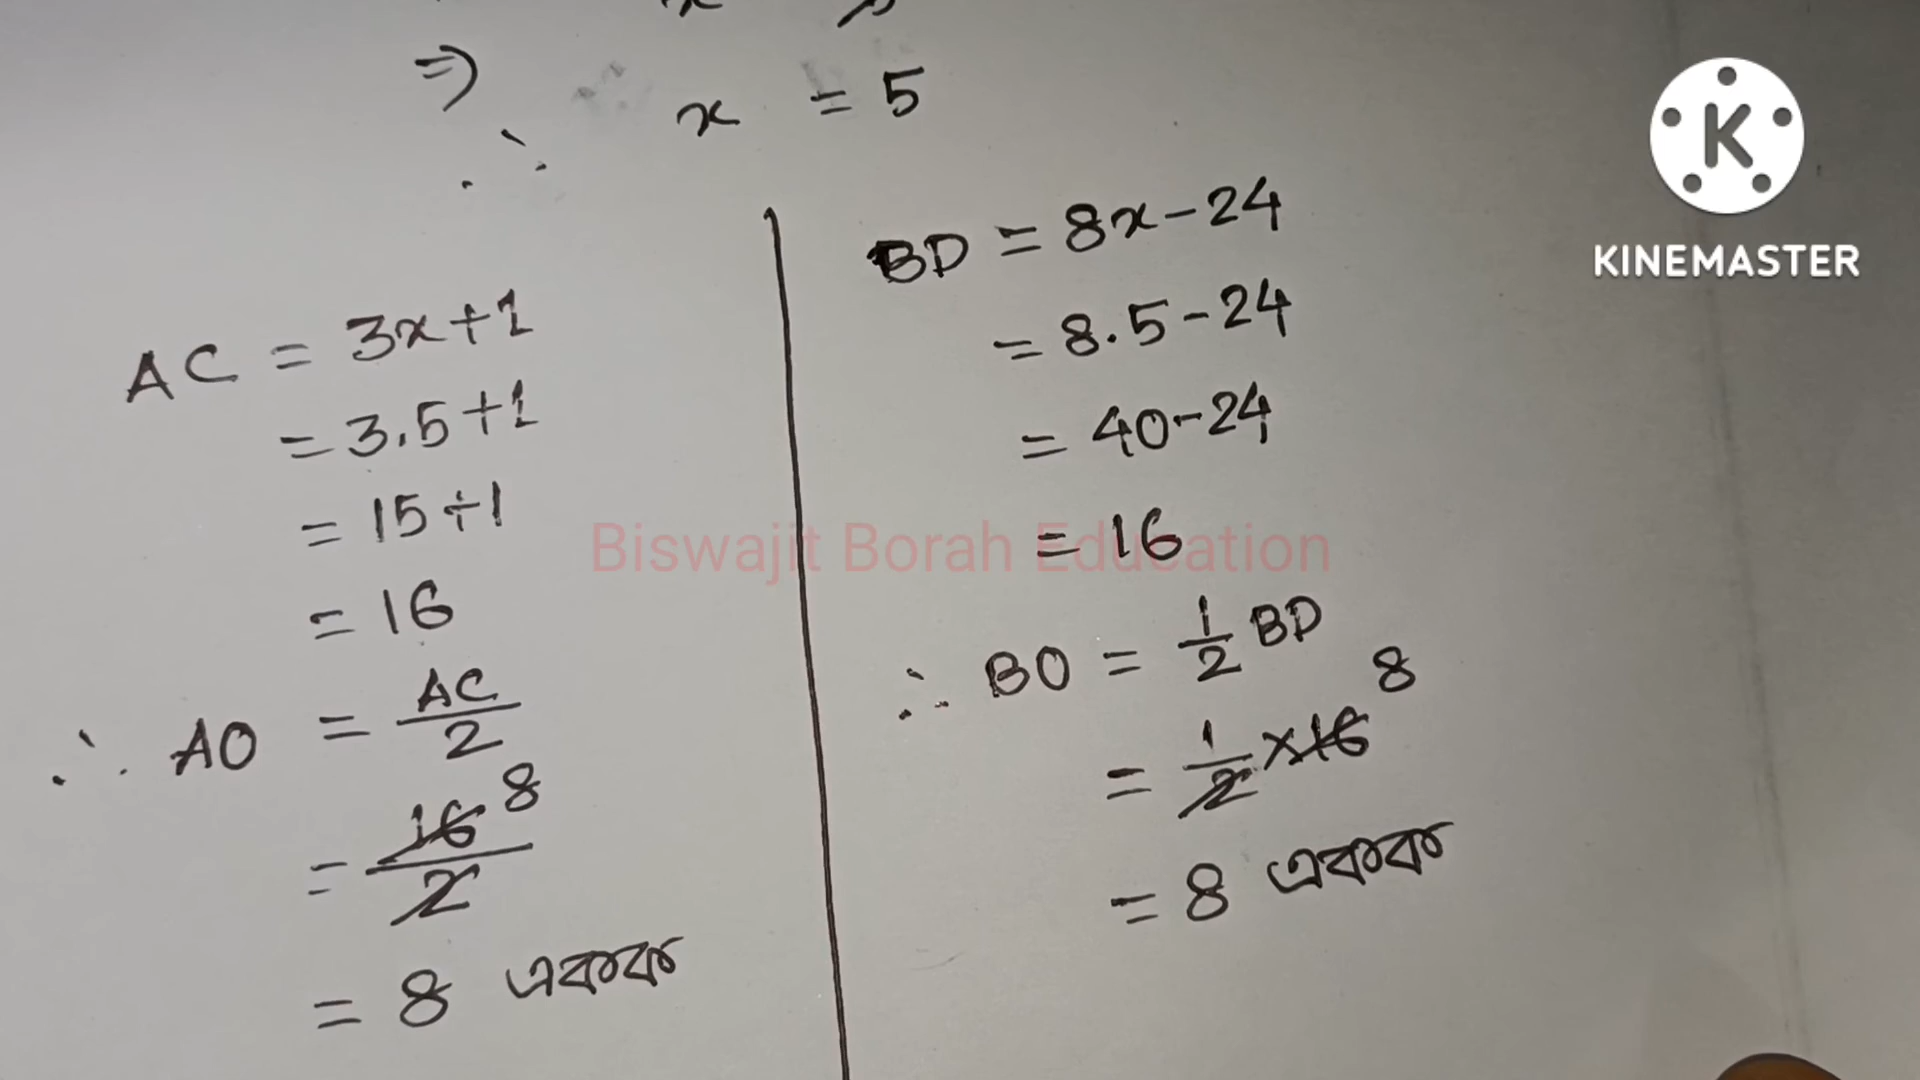 ⇒
∴ x = 5
AC = 3x+1
= 3.5+1
= 15+1
= 16
∴ AO = AC/2
= 16/2 8
= 8 একক
BD = 8x-24
= 8.5-24
= 40-24
= 16
∴ BO = 1/2 BD
= 1/2 × 16 8
= 8 একক
K
KINEMASTER
Biswajit Borah Education